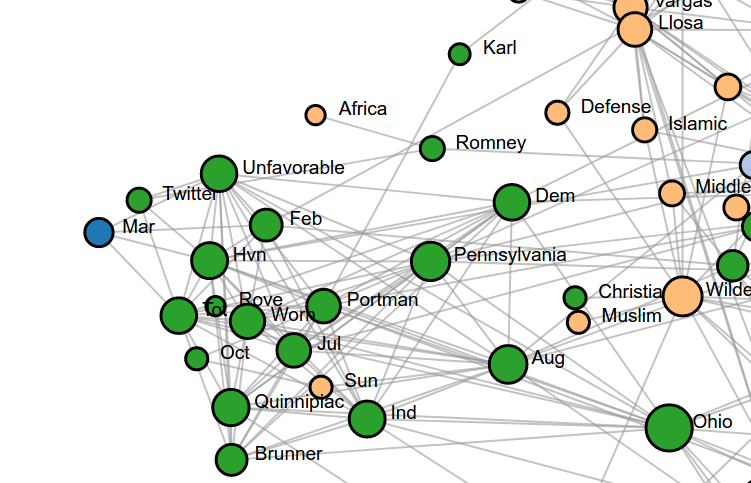 Vargas
Llosa
Karl
Africa
Defense
Islamic
Romney
Unfavorable
Twitter
Middle
Dem
Mar
Feb
Hvn
Pennsylvania
Rove
Portman
Christia
Wilde
Tot
Worn
Muslim
Jul
Oct
Aug
Sun
Quinnipiac
Ind
Ohio
Brunner